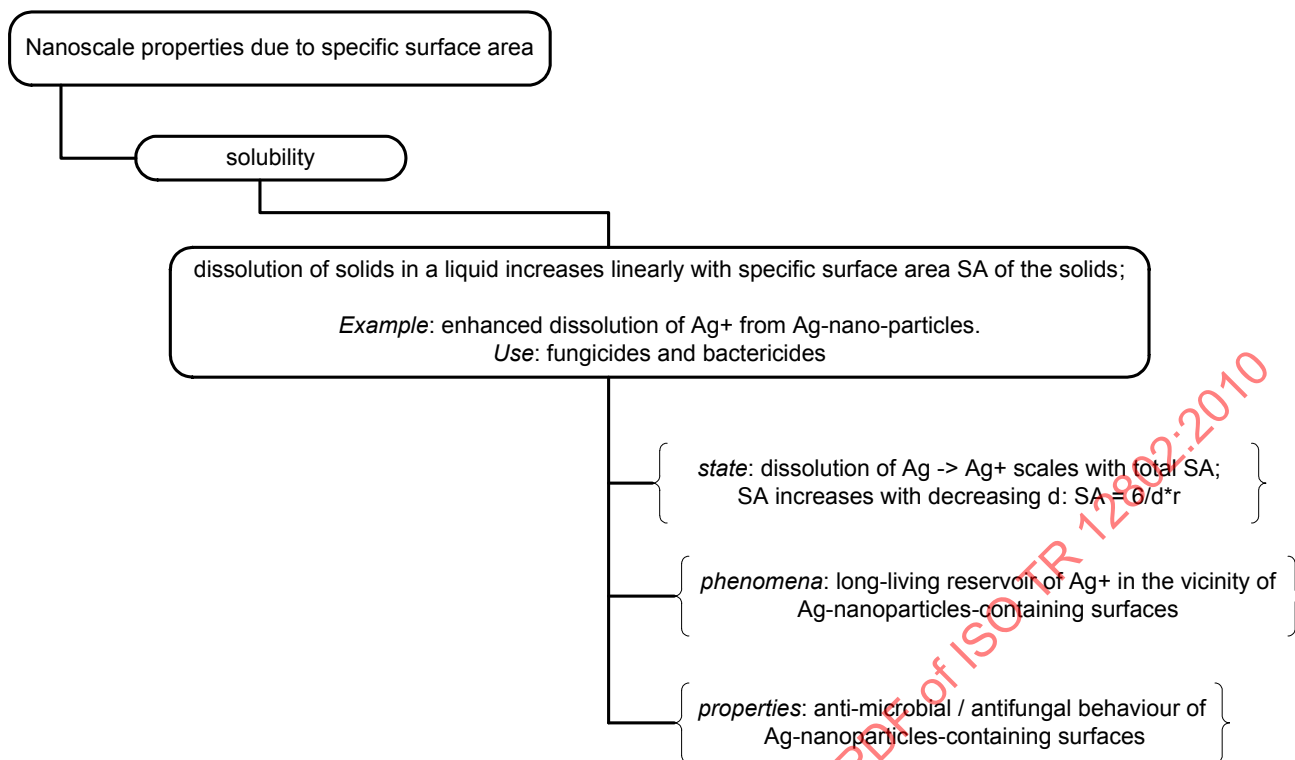 Nanoscale properties due to specific surface area
solubility
dissolution of solids in a liquid increases linearly with specific surface area SA of the solids;
Example: enhanced dissolution of Ag+ from Ag-nano-particles.
Use: fungicides and bactericides
state: dissolution of Ag -> Ag+ scales with total SA;
SA increases with decreasing d: SA = 6/d*r
phenomena: long-living reservoir of Ag+ in the vicinity of
Ag-nanoparticles-containing surfaces
properties: anti-microbial / antifungal behaviour of
Ag-nanoparticles-containing surfaces
PDF of ISO TR 12802:2010